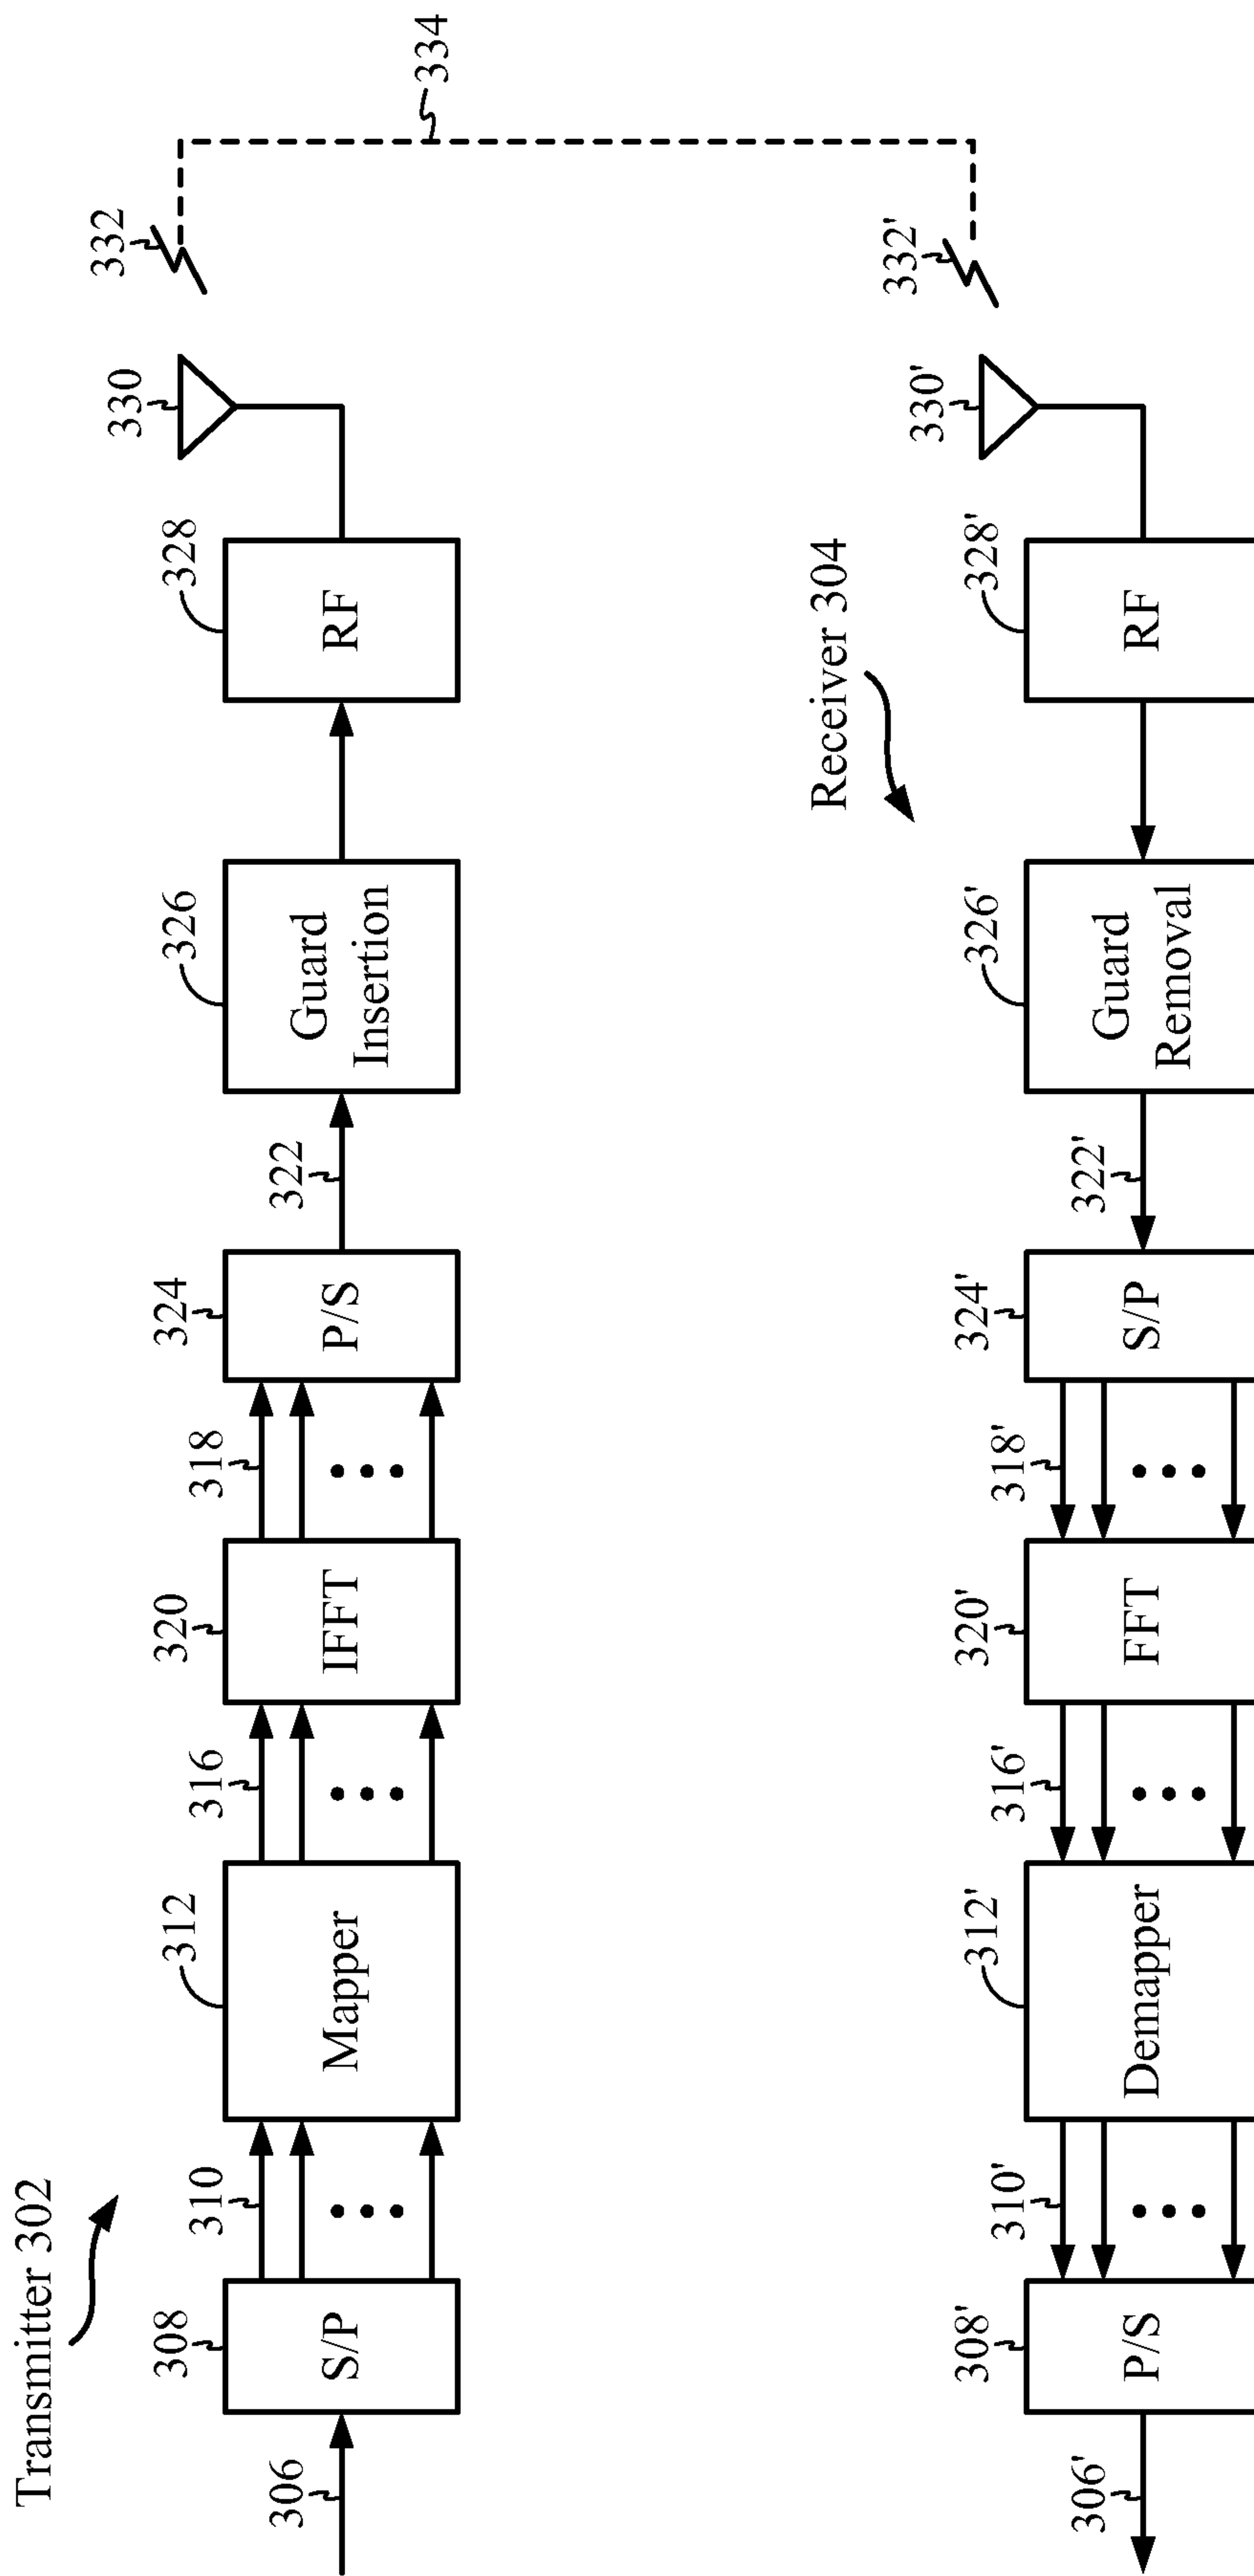 Transmitter 302
306
308
S/P
310
312
Mapper
316
320
IFFT
318
324
P/S
322
326
Guard
Insertion
328
RF
330
332
334
Receiver 304
306'
308'
P/S
310'
312'
Demapper
316'
320'
FFT
318'
324'
S/P
322'
326'
Guard
Removal
328'
RF
330'
332'